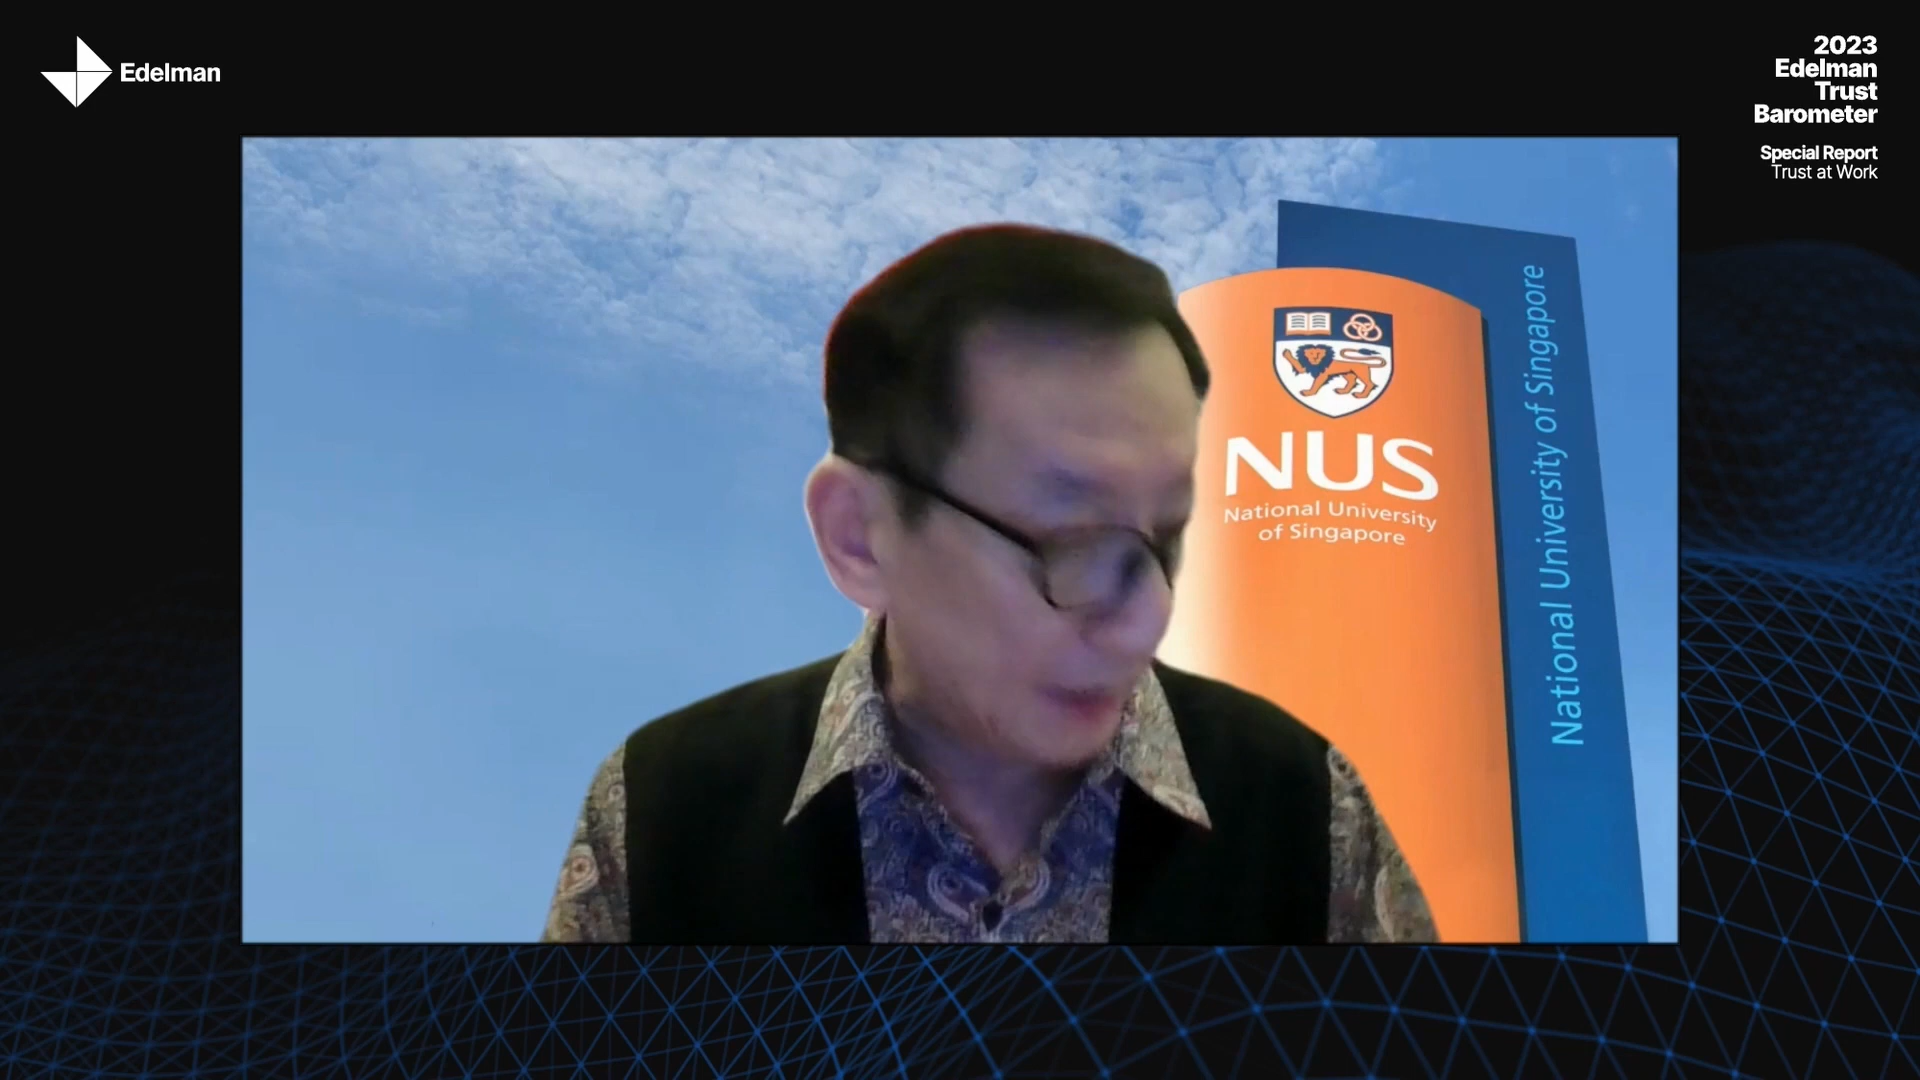 Edelman
2023
Edelman
Trust
Barometer
Special Report
Trust at Work
NUS
National University
of Singapore
National University of Singapore